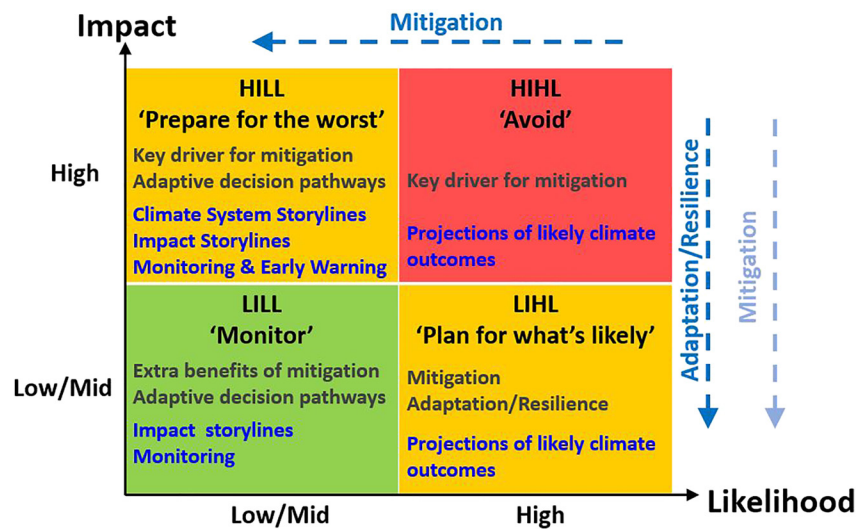 Impact
Mitigation
HILL
‘Prepare for the worst’
Key driver for mitigation
Adaptive decision pathways
Climate System Storylines
Impact Storylines
Monitoring & Early Warning
HIHL
‘Avoid’
Key driver for mitigation
Projections of likely climate
outcomes
High
LILL
‘Monitor’
Extra benefits of mitigation
Adaptive decision pathways
Impact storylines
Monitoring
LIHL
‘Plan for what’s likely’
Mitigation
Adaptation/Resilience
Projections of likely climate
outcomes
Low/Mid
Adaptation/Resilience
Mitigation
Low/Mid
High
Likelihood